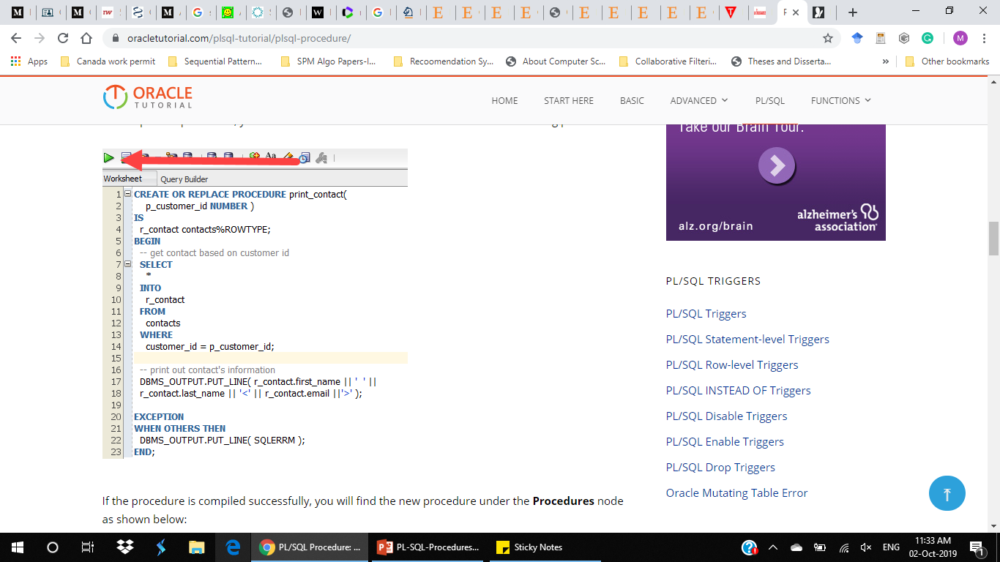 oracletutorial.com/plsql-tutorial/plsql-procedure/
M
Apps
Canada work permit
Sequential Pattern...
SPM Algo Papers-I...
Recoomendation Sy...
About Computer Sc...
Collaborative Filteri...
Theses and Disserta...
»
Other bookmarks
ORACLE
TUTORIAL
HOME
START HERE
BASIC
ADVANCED
PL/SQL
FUNCTIONS
Take our Brain Tour.
alzheimer's
association®
alz.org/brain
Worksheet
Query Builder
1 CREATE OR REPLACE PROCEDURE print_contact(
2 p_customer_id NUMBER )
3 IS
4 r_contact contacts%ROWTYPE;
5 BEGIN
6 -- get contact based on customer id
7 SELECT
8 *
9 INTO
10 r_contact
11 FROM
12 contacts
13 WHERE
14 customer_id = p_customer_id;
15
16 -- print out contact's information
17 DBMS_OUTPUT.PUT_LINE( r_contact.first_name || ' ' ||
18 r_contact.last_name || '<' || r_contact.email ||'>' );
19
20 EXCEPTION
21 WHEN OTHERS THEN
22 DBMS_OUTPUT.PUT_LINE( SQLERRM );
23 END;
If the procedure is compiled successfully, you will find the new procedure under the Procedures node
as shown below:
PL/SQL TRIGGERS
PL/SQL Triggers
PL/SQL Statement-level Triggers
PL/SQL Row-level Triggers
PL/SQL INSTEAD OF Triggers
PL/SQL Disable Triggers
PL/SQL Enable Triggers
PL/SQL Drop Triggers
Oracle Mutating Table Error
PL/SQL Procedure: ...
PL-SQL-Procedures...
Sticky Notes
ENG
11:33 AM
02-Oct-2019
1